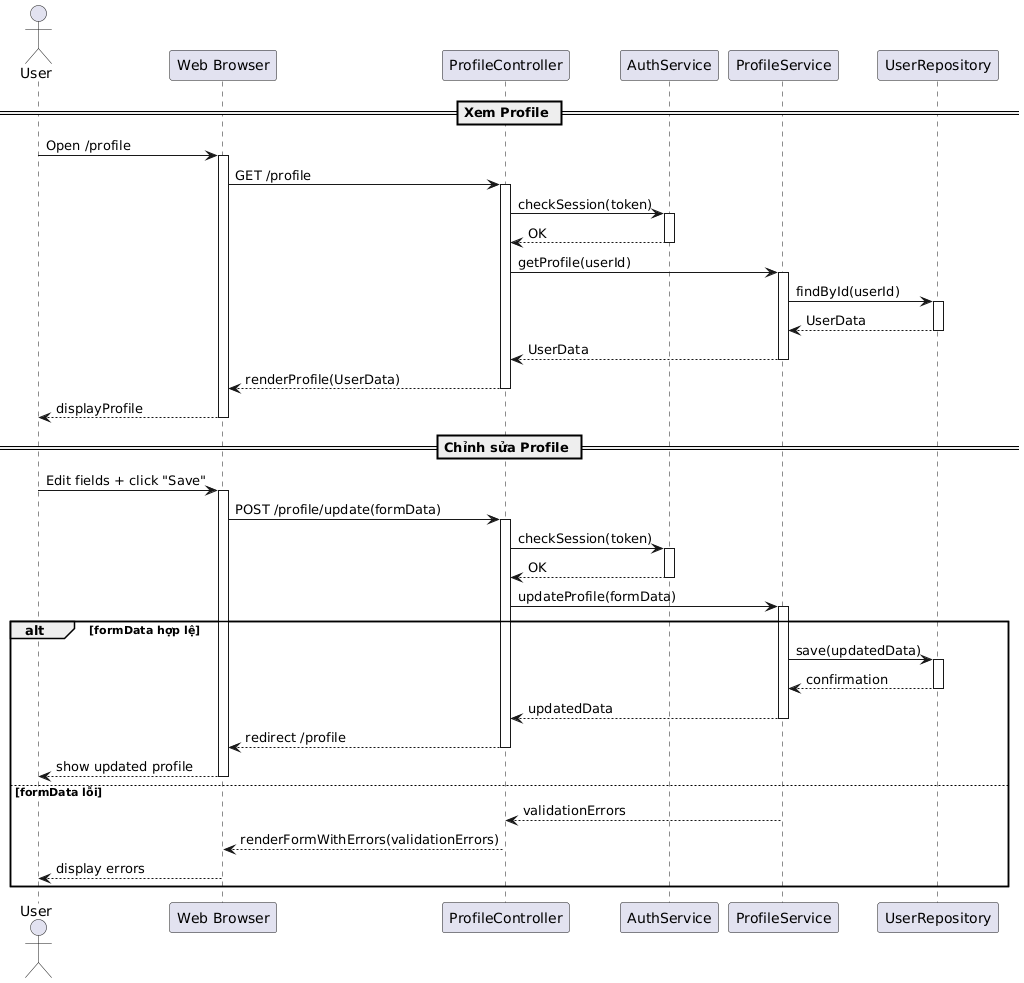 User
Web Browser
ProfileController
AuthService
ProfileService
UserRepository
Xem Profile
Open /profile
GET /profile
checkSession(token)
OK
getProfile(userId)
findById(userId)
UserData
UserData
renderProfile(UserData)
displayProfile
Chỉnh sửa Profile
Edit fields + click "Save"
POST /profile/update(formData)
checkSession(token)
OK
updateProfile(formData)
alt
[formData hợp lệ]
save(updatedData)
confirmation
updatedData
redirect /profile
show updated profile
[formData lỗi]
validationErrors
renderFormWithErrors(validationErrors)
display errors
User
Web Browser
ProfileController
AuthService
ProfileService
UserRepository